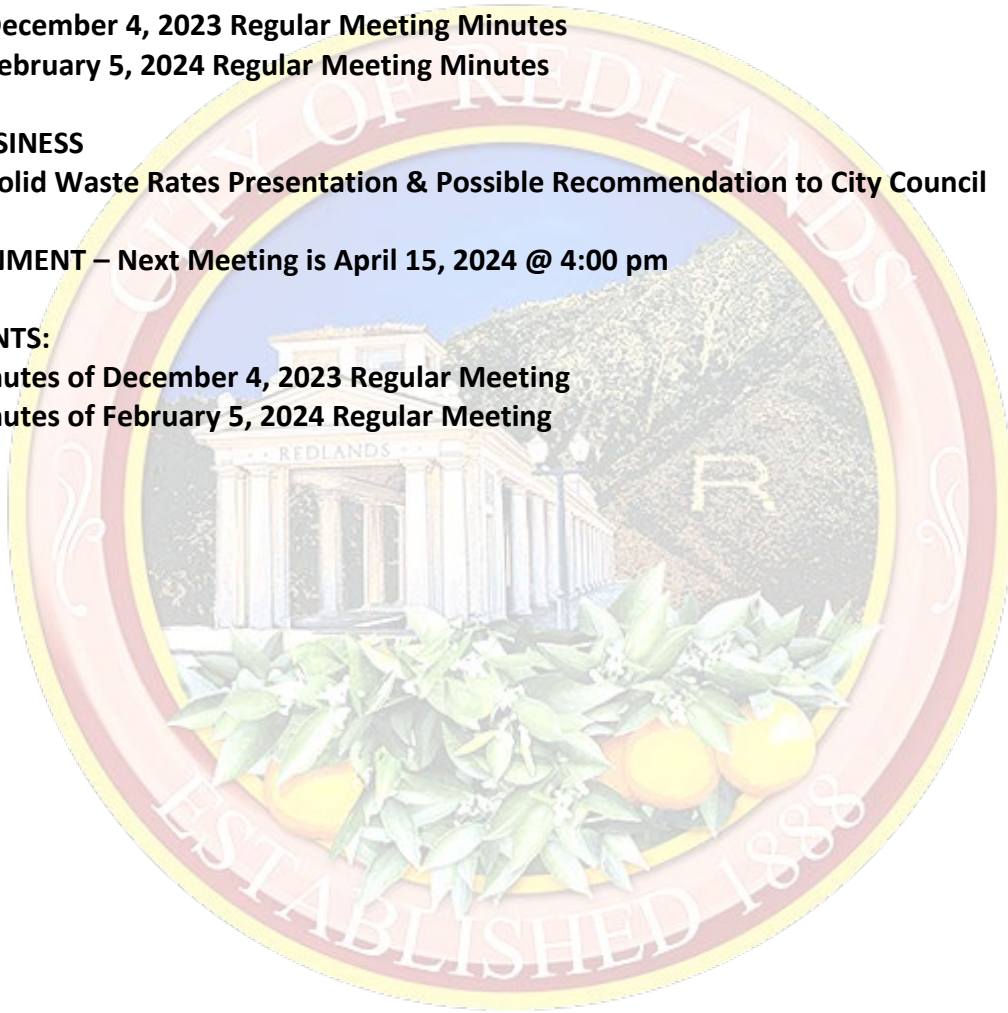 ecember 4, 2023 Regular Meeting Minutes
ebruary 5, 2024 Regular Meeting Minutes
SINESS
olid Waste Rates Presentation & Possible Recommendation to City Council
NMENT – Next Meeting is April 15, 2024 @ 4:00 pm
NTS:
nutes of December 4, 2023 Regular Meeting
nutes of February 5, 2024 Regular Meeting
CITY OF REDLANDS
· · REDLANDS · ·
R
ESTABLISHED 1888